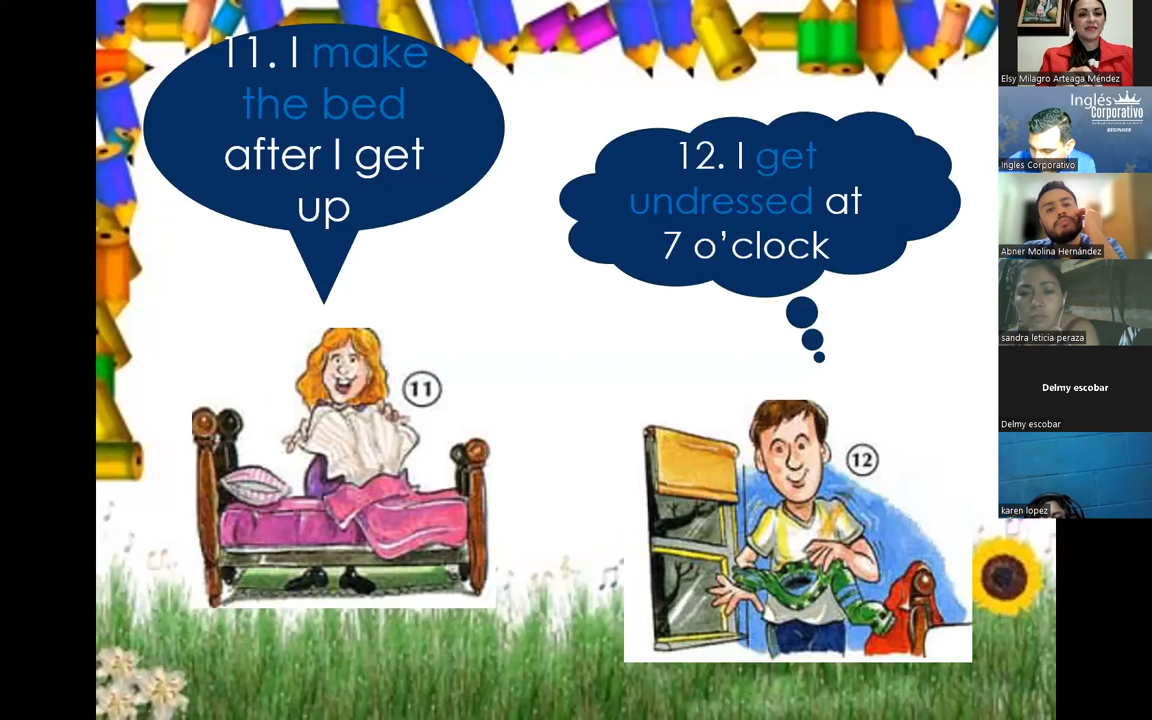 11. I make
the bed
after I get
up
12. I get
undressed at
7 o’clock
11
12
Elsy Milagro Arteaga Méndez
Inglés
Corporativo
BEGINNER
Ingles Corporativo
Abner Molina Hernández
sandra leticia peraza
Delmy escobar
Delmy escobar
karen lopez